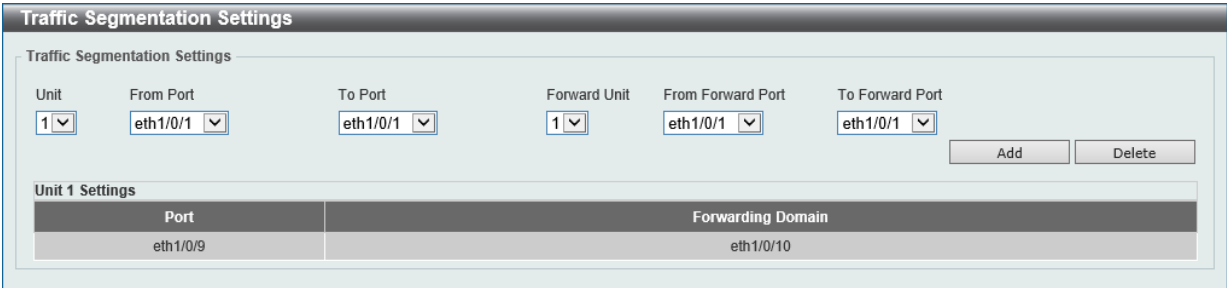 Traffic Segmentation Settings
Traffic Segmentation Settings
Unit From Port To Port Forward Unit From Forward Port To Forward Port
1 eth1/0/1 eth1/0/1 1 eth1/0/1 eth1/0/1
Add Delete
Unit 1 Settings
Port Forwarding Domain
eth1/0/9 eth1/0/10